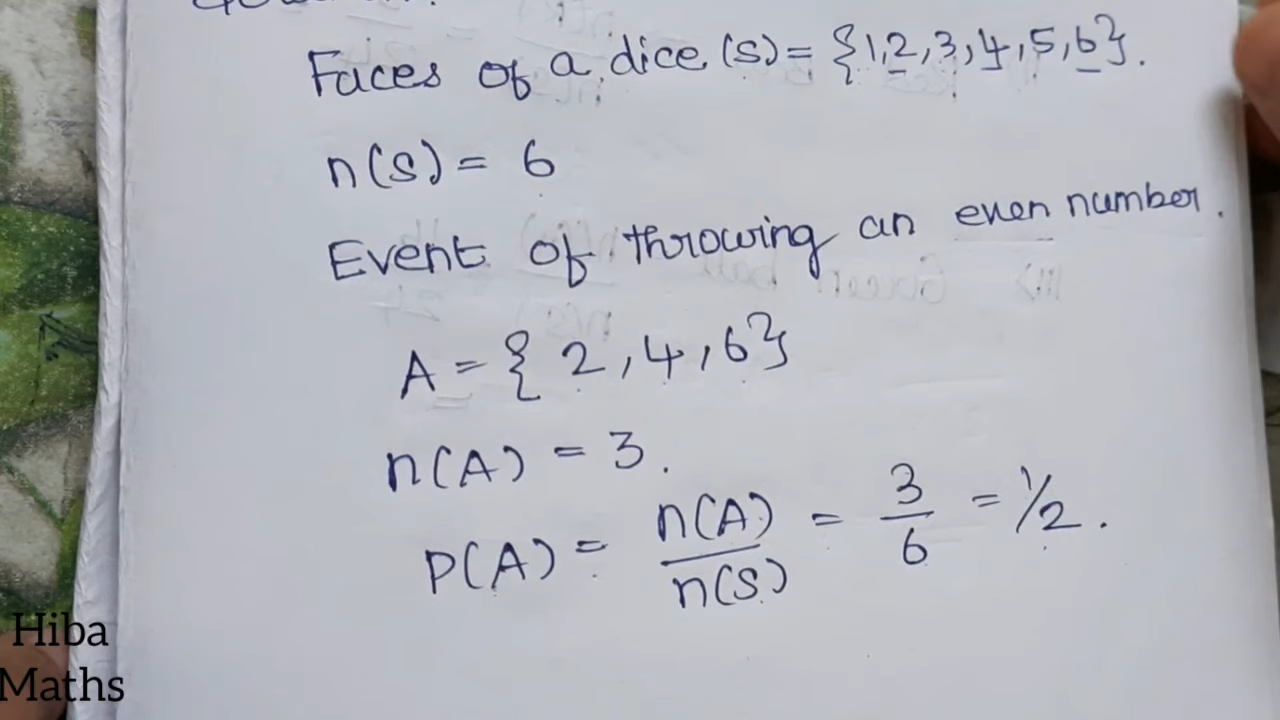 Faces of a dice (S) = {1,2,3,4,5,6}.
n(S) = 6
Event of throwing an even number.
A = { 2, 4, 6}
n(A) = 3.
P(A) = n(A)/n(S) = 3/6 = 1/2.
Hiba
Maths